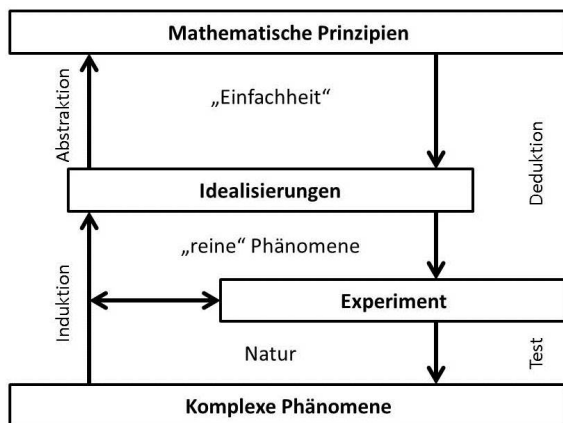 Mathematische Prinzipien
Abstraktion
„Einfachheit“
Deduktion
Idealisierungen
„reine“ Phänomene
Induktion
Experiment
Natur
Test
Komplexe Phänomene